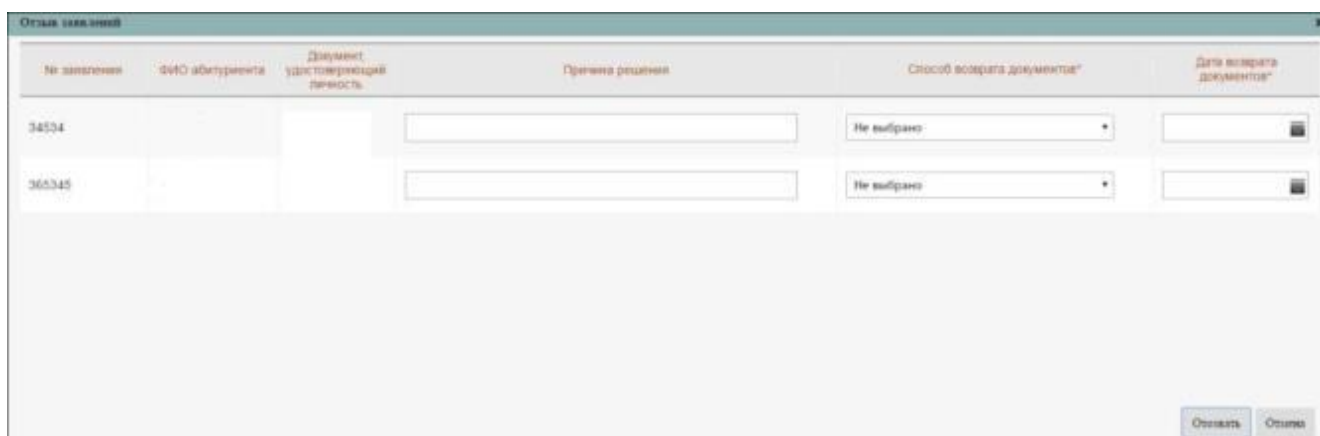 Отзыв заявлений
№ заявления
ФИО абитуриента
Документ,
удостоверяющий
личность
Причина решения
Способ возврата документов*
Дата возврата
документов*
34534
Не выбрано
365345
Не выбрано
Отозвать
Отмена